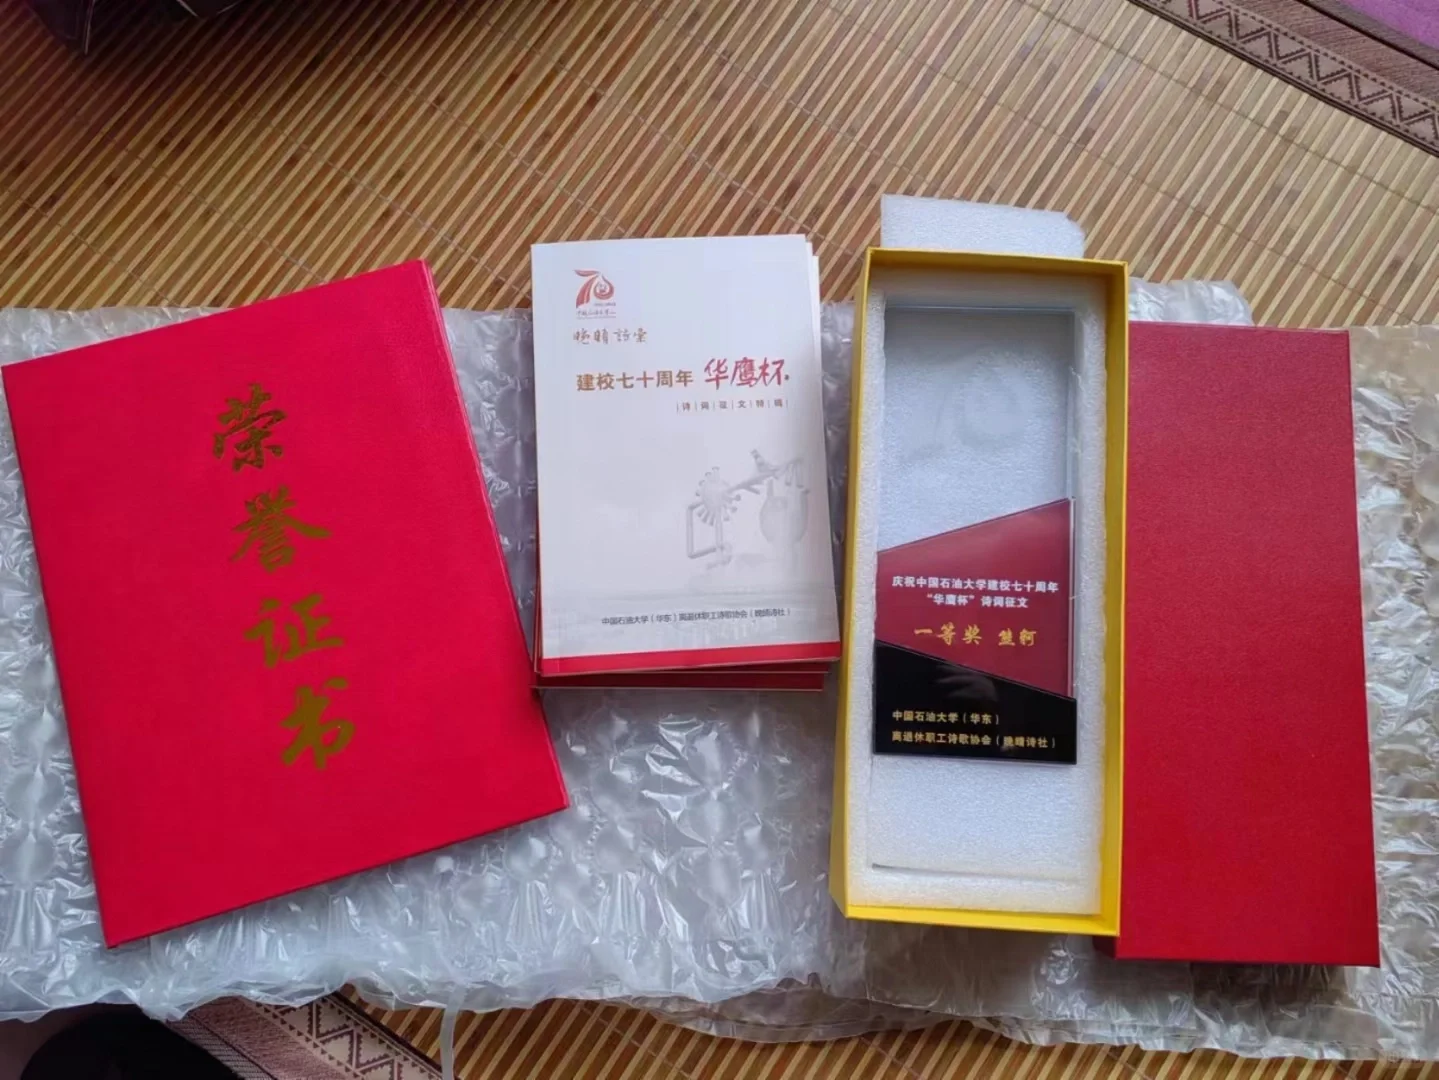 荣
誉
证
书
70
晚晴诗汇
建校七十周年 华鹰杯
诗词征文特辑
中国石油大学（华东）离退休职工诗歌协会（晚晴诗社）
庆祝中国石油大学建校七十周年
“华鹰杯”诗词征文
一等奖 熊轲
中国石油大学（华东）
离退休职工诗歌协会（晚晴诗社）